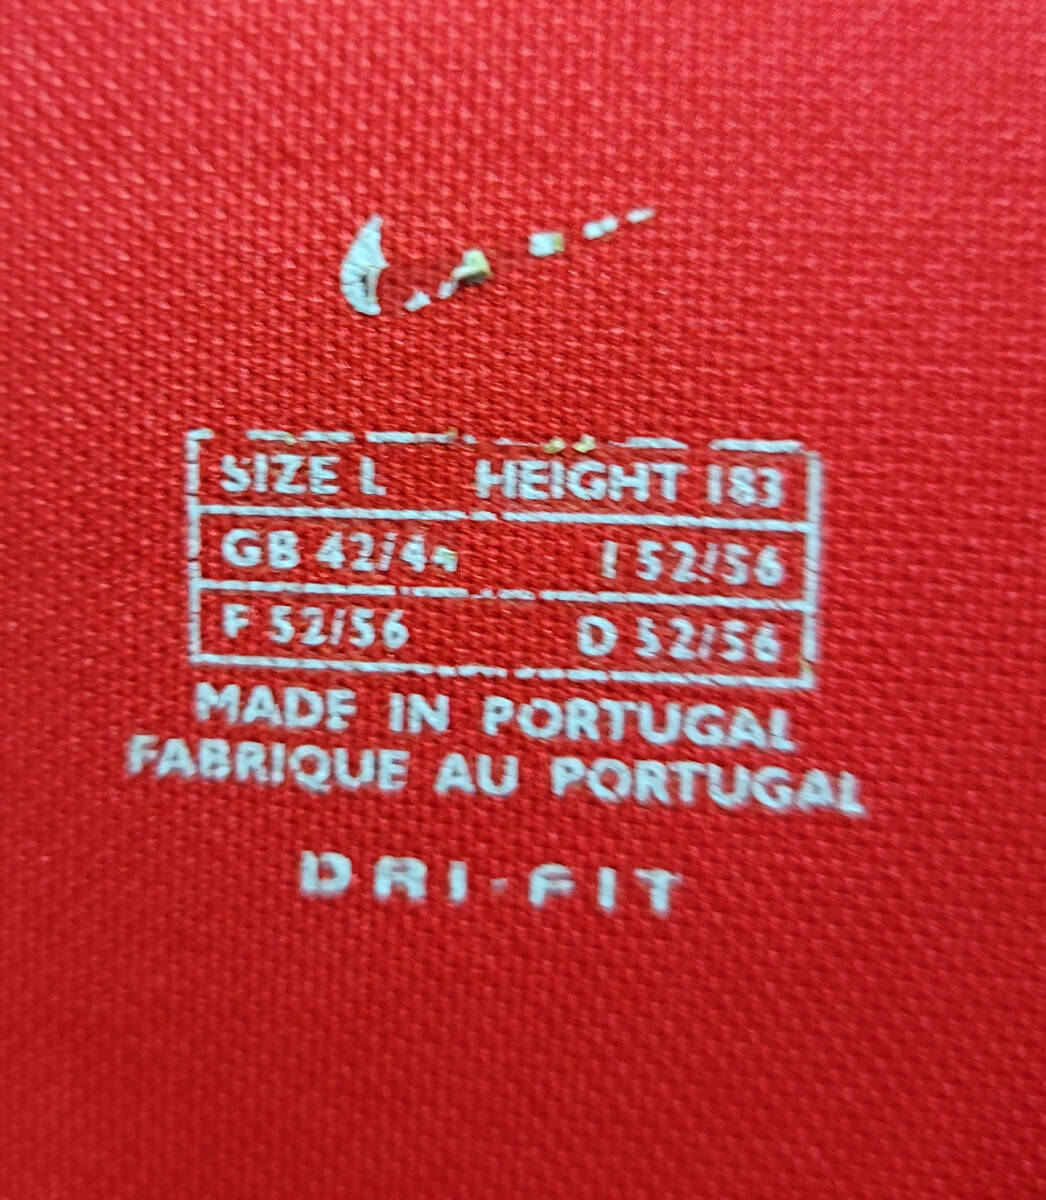 SIZE L HEIGHT 183
GB 42/44 I 52/56
F 52/56 D 52/56
MADE IN PORTUGAL
FABRIQUE AU PORTUGAL
DRI-FIT